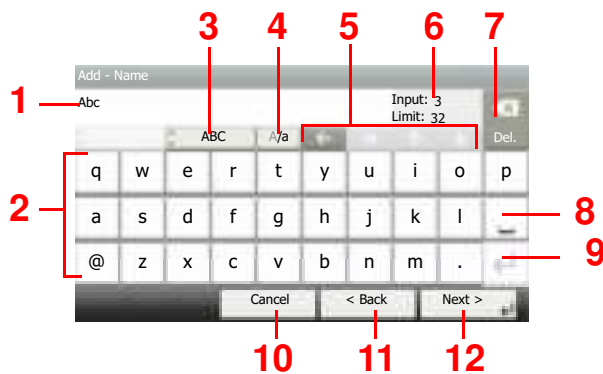 3 4 5 6 7
Add - Name
1 Abc Input: 3
Limit: 32
ABC A/a Del.
2
q w e r t y u i o p
a s d f g h j k l 8
@ z x c v b n m . 9
Cancel < Back Next >
10 11 12